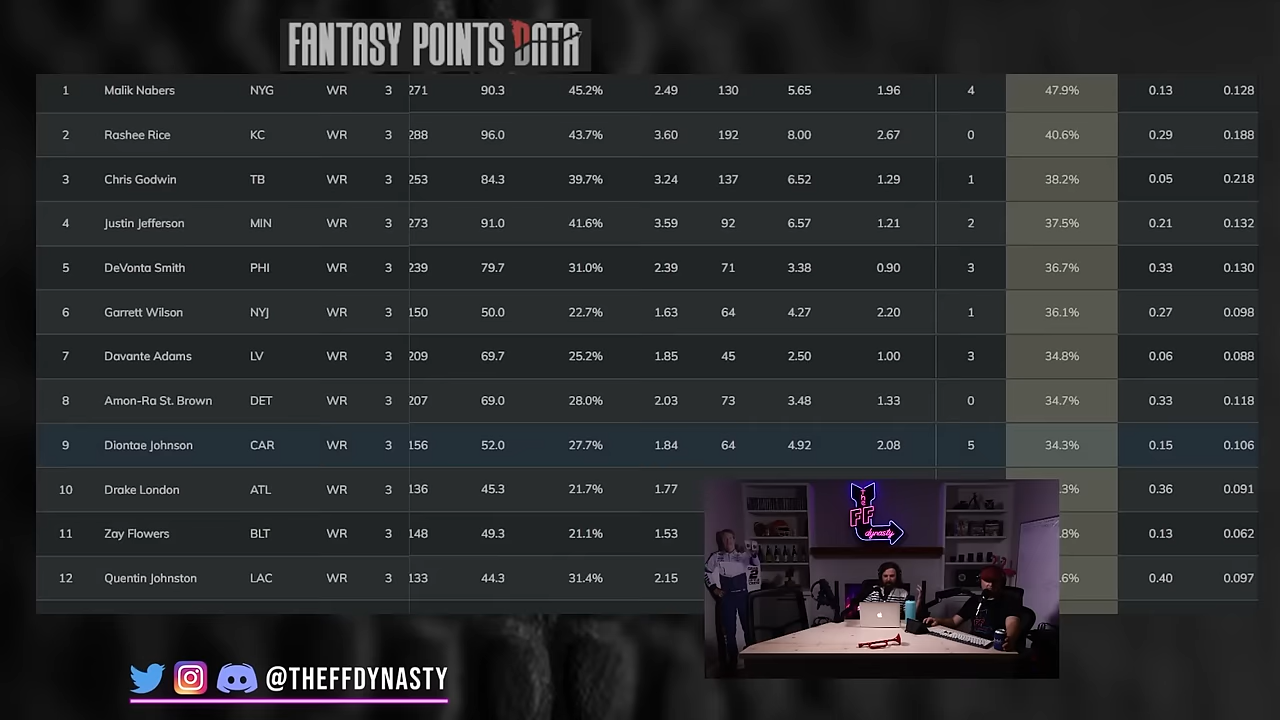 FANTASY POINTS DATA
1 Malik Nabers NYG WR 3 271 90.3 45.2% 2.49 130 5.65 1.96 4 47.9% 0.13 0.128
2 Rashee Rice KC WR 3 288 96.0 43.7% 3.60 192 8.00 2.67 0 40.6% 0.29 0.188
3 Chris Godwin TB WR 3 253 84.3 39.7% 3.24 137 6.52 1.29 1 38.2% 0.05 0.218
4 Justin Jefferson MIN WR 3 273 91.0 41.6% 3.59 92 6.57 1.21 2 37.5% 0.21 0.132
5 DeVonta Smith PHI WR 3 239 79.7 31.0% 2.39 71 3.38 0.90 3 36.7% 0.33 0.130
6 Garrett Wilson NYJ WR 3 150 50.0 22.7% 1.63 64 4.27 2.20 1 36.1% 0.27 0.098
7 Davante Adams LV WR 3 209 69.7 25.2% 1.85 45 2.50 1.00 3 34.8% 0.06 0.088
8 Amon-Ra St. Brown DET WR 3 207 69.0 28.0% 2.03 73 3.48 1.33 0 34.7% 0.33 0.118
9 Diontae Johnson CAR WR 3 156 52.0 27.7% 1.84 64 4.92 2.08 5 34.3% 0.15 0.106
10 Drake London ATL WR 3 136 45.3 21.7% 1.77 .3% 0.36 0.091
11 Zay Flowers BLT WR 3 148 49.3 21.1% 1.53 .8% 0.13 0.062
12 Quentin Johnston LAC WR 3 133 44.3 31.4% 2.15 .6% 0.40 0.097
The
FF
dynasty
@THEFFDYNASTY